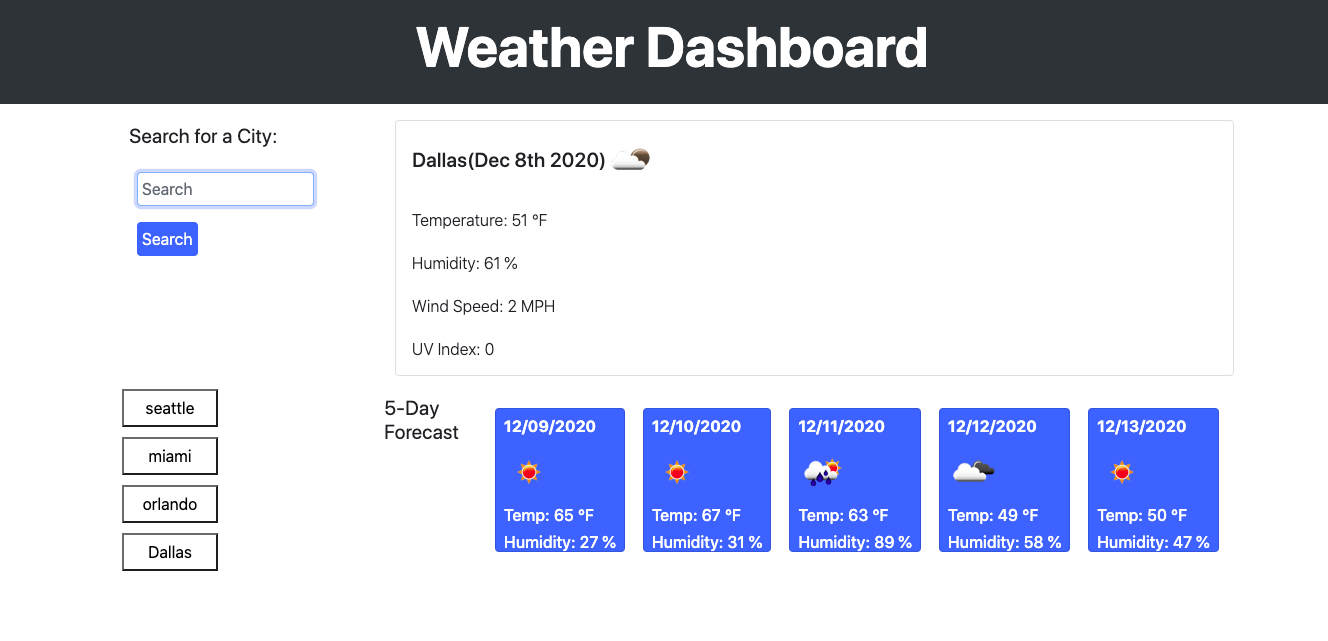 Weather Dashboard
Search for a City:
Search
Search
Dallas(Dec 8th 2020)
Temperature: 51 °F
Humidity: 61 %
Wind Speed: 2 MPH
UV Index: 0
seattle
miami
orlando
Dallas
5-Day
Forecast
12/09/2020
Temp: 65 °F
Humidity: 27 %
12/10/2020
Temp: 67 °F
Humidity: 31 %
12/11/2020
Temp: 63 °F
Humidity: 89 %
12/12/2020
Temp: 49 °F
Humidity: 58 %
12/13/2020
Temp: 50 °F
Humidity: 47 %